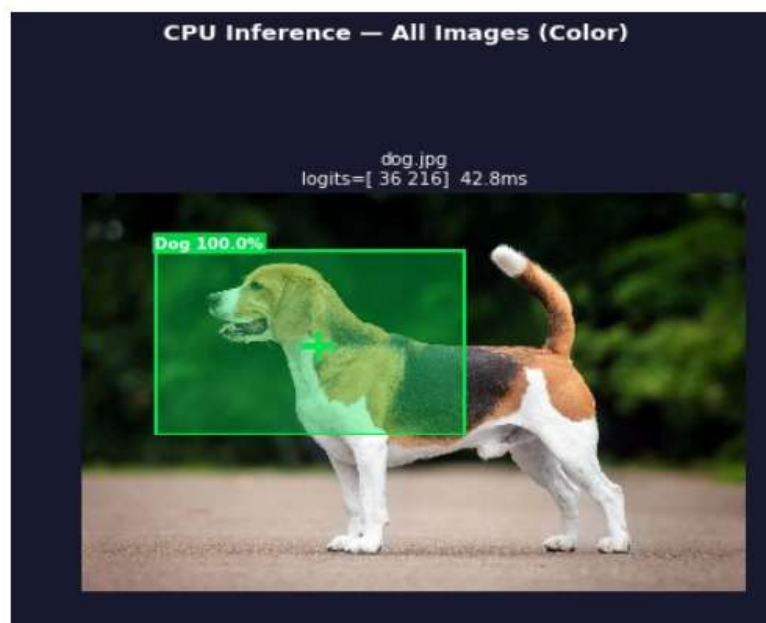 CPU Inference — All Images (Color)
dog.jpg
logits=[ 36 216]  42.8ms
Dog 100.0%